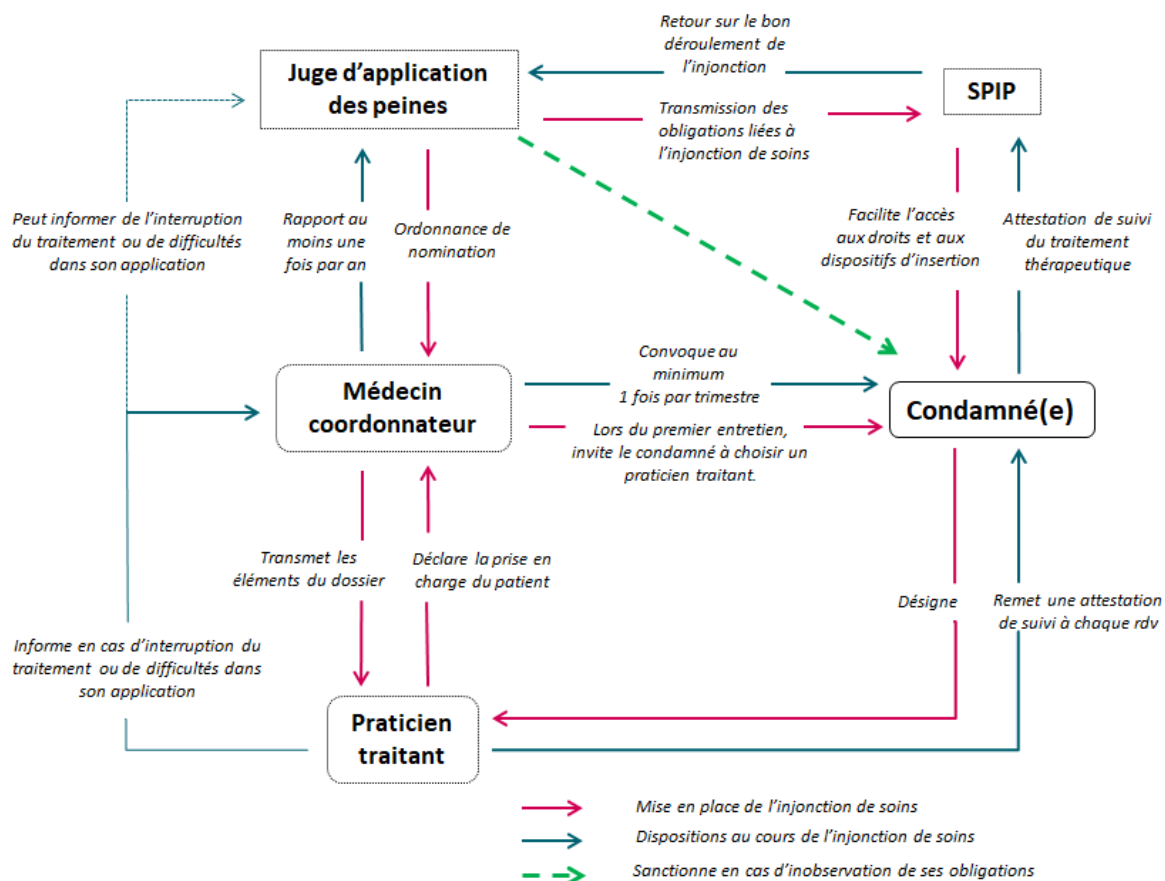 Retour sur le bon
déroulement de
l'injonction
Juge d'application
des peines
SPIP
Transmission des
obligations liées à
l'injonction de soins
Peut informer de l'interruption
du traitement ou de difficultés
dans son application
Rapport au
moins une
fois par an
Ordonnance de
nomination
Facilite l'accès
aux droits et aux
dispositifs d'insertion
Attestation de suivi
du traitement
thérapeutique
Médecin
coordonnateur
Convoque au
minimum
1 fois par trimestre
Condamné(e)
Lors du premier entretien,
invite le condamné à choisir un
praticien traitant.
Transmet les
éléments du dossier
Déclare la prise en
charge du patient
Désigne
Remet une attestation
de suivi à chaque rdv
Informe en cas d'interruption du
traitement ou de difficultés dans
son application
Praticien
traitant
Mise en place de l'injonction de soins
Dispositions au cours de l'injonction de soins
Sanctionne en cas d'inobservation de ses obligations